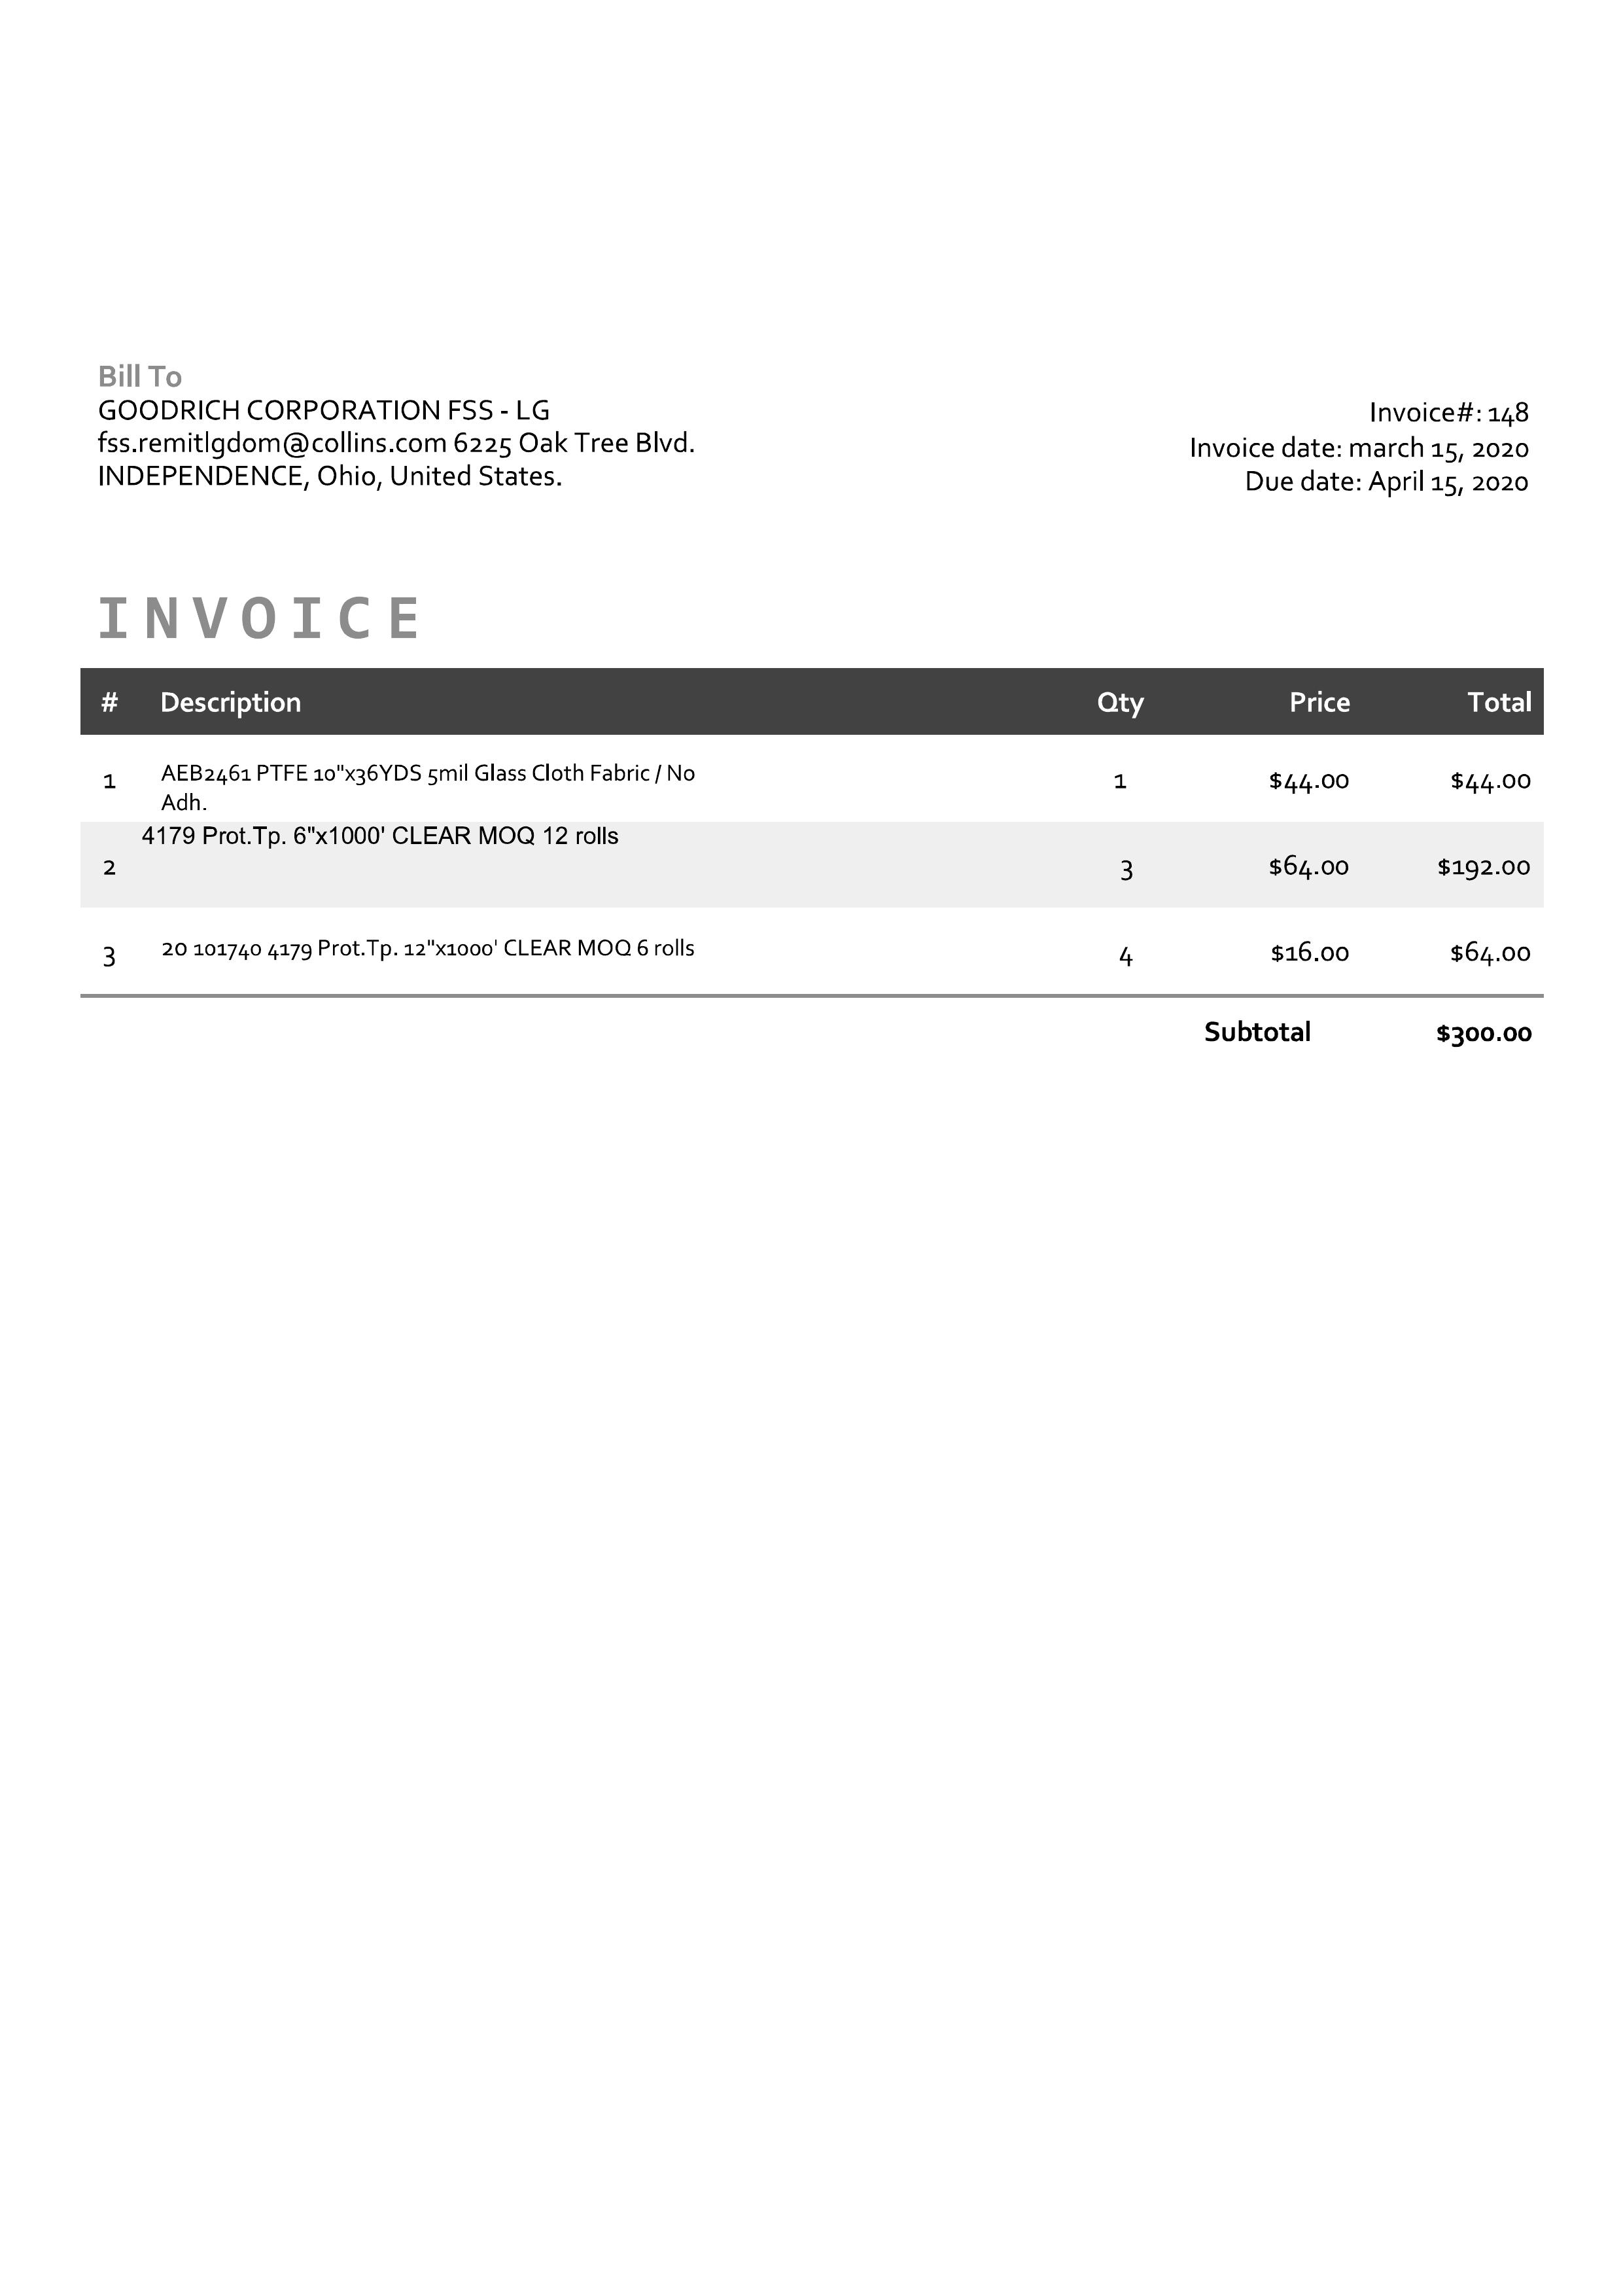 Bill To
GOODRICH CORPORATION FSS - LG
fss.remitlgdom@collins.com 6225 Oak Tree Blvd.
INDEPENDENCE, Ohio, United States.
Invoice#: 148
Invoice date: march 15, 2020
Due date: April 15, 2020
INVOICE
# Description Qty Price Total
1 AEB2461 PTFE 10"x36YDS 5mil Glass Cloth Fabric / No 1 $44.00 $44.00
Adh.
4179 Prot.Tp. 6"x1000' CLEAR MOQ 12 rolls
2 3 $64.00 $192.00
3 20 101740 4179 Prot.Tp. 12"x1000' CLEAR MOQ 6 rolls 4 $16.00 $64.00
Subtotal $300.00